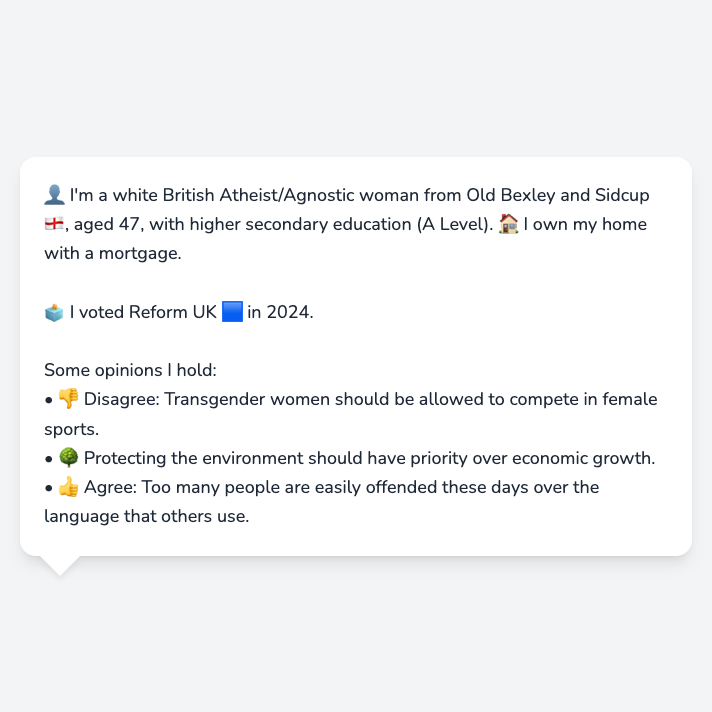 👤 I'm a white British Atheist/Agnostic woman from Old Bexley and Sidcup
🏴󠁧󠁢󠁥󠁮󠁧󠁿, aged 47, with higher secondary education (A Level). 🏠 I own my home
with a mortgage.
🗳️ I voted Reform UK 🟦 in 2024.
Some opinions I hold:
• 👎 Disagree: Transgender women should be allowed to compete in female
sports.
• 🌳 Protecting the environment should have priority over economic growth.
• 👍 Agree: Too many people are easily offended these days over the
language that others use.